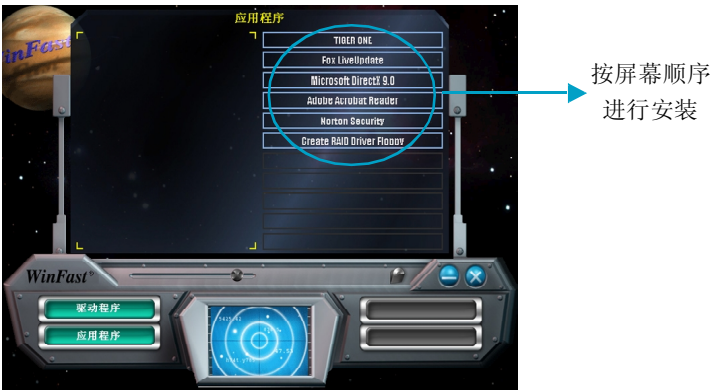 应用程序
WinFast
TIGER ONE
Fox LiveUpdate
Microsoft DirectX 9.0
Adobe Acrobat Reader
Norton Security
Create RAID Driver Floppy
按屏幕顺序
进行安装
WinFast®
驱动程序
应用程序